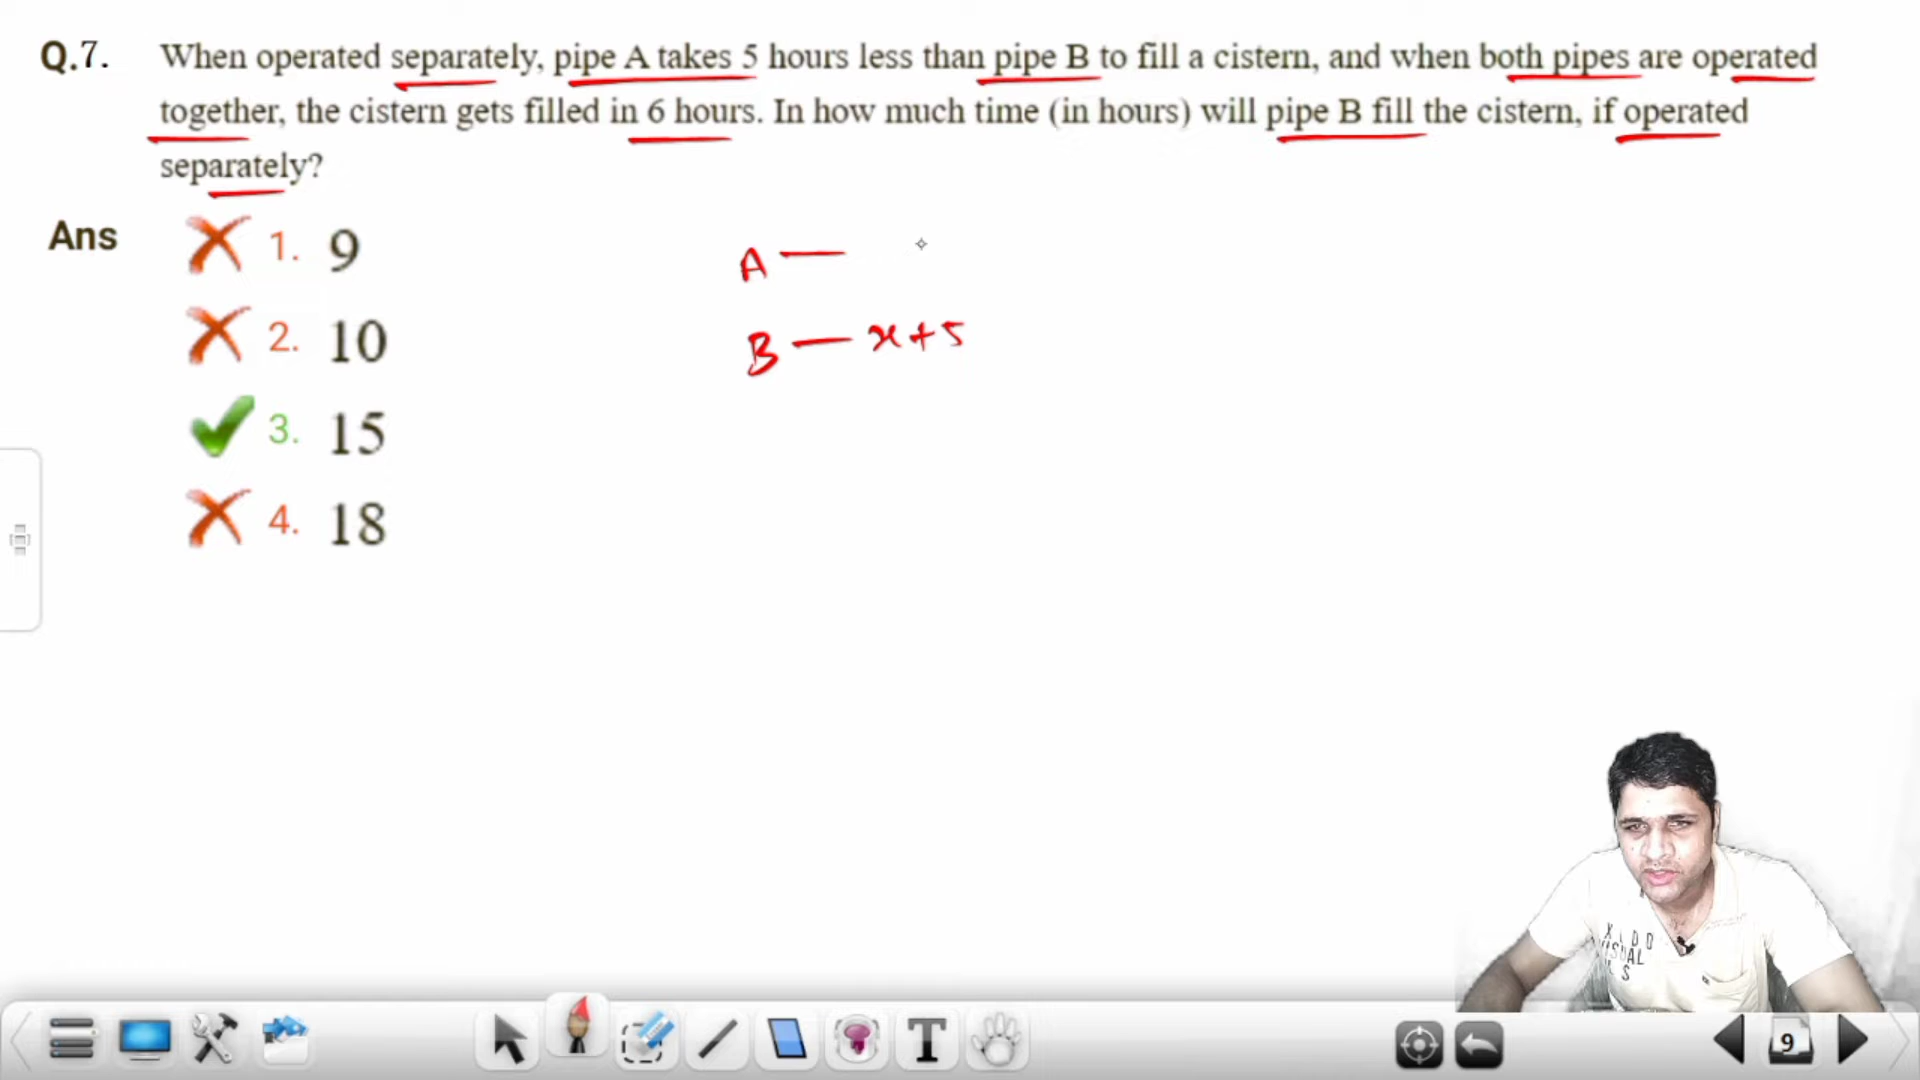 Q.7. When operated separately, pipe A takes 5 hours less than pipe B to fill a cistern, and when both pipes are operated
together, the cistern gets filled in 6 hours. In how much time (in hours) will pipe B fill the cistern, if operated
separately?
Ans 1. 9
2. 10
3. 15
4. 18
A —
B — x+5
T
9